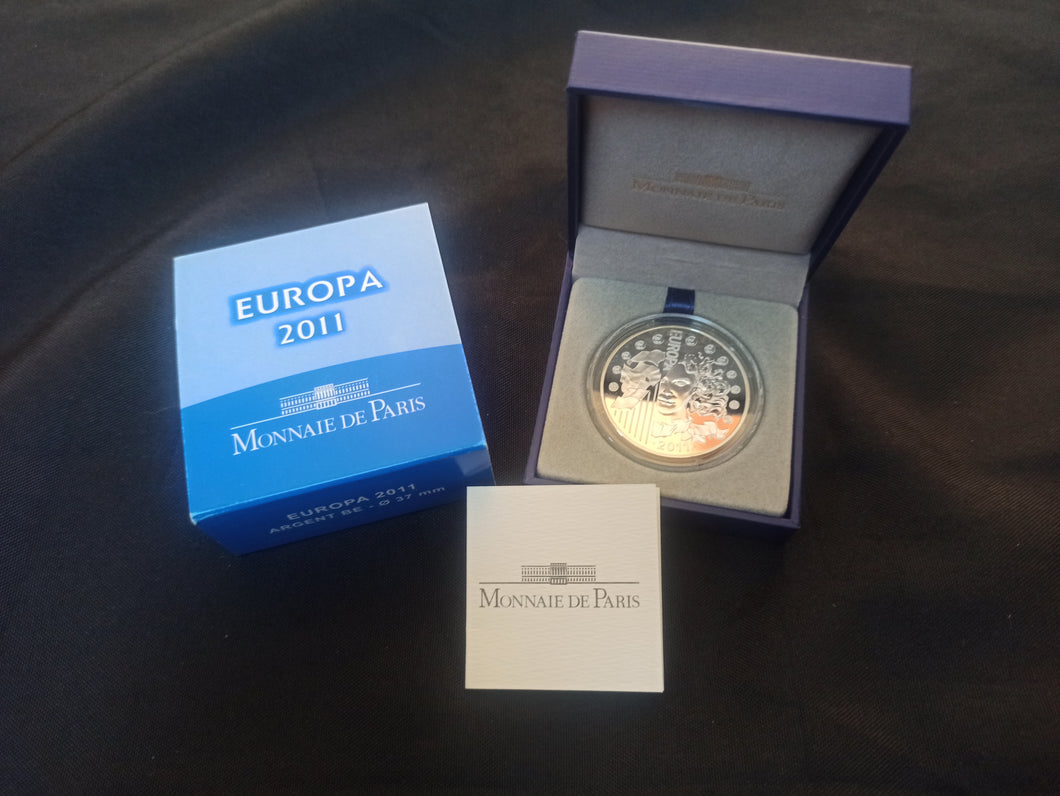 EUROPA
2011
MONNAIE DE PARIS
EUROPA 2011
ARGENT BE - Ø 37 mm
MONNAIE DE PARIS
EUROPA
2011
MONNAIE DE PARIS